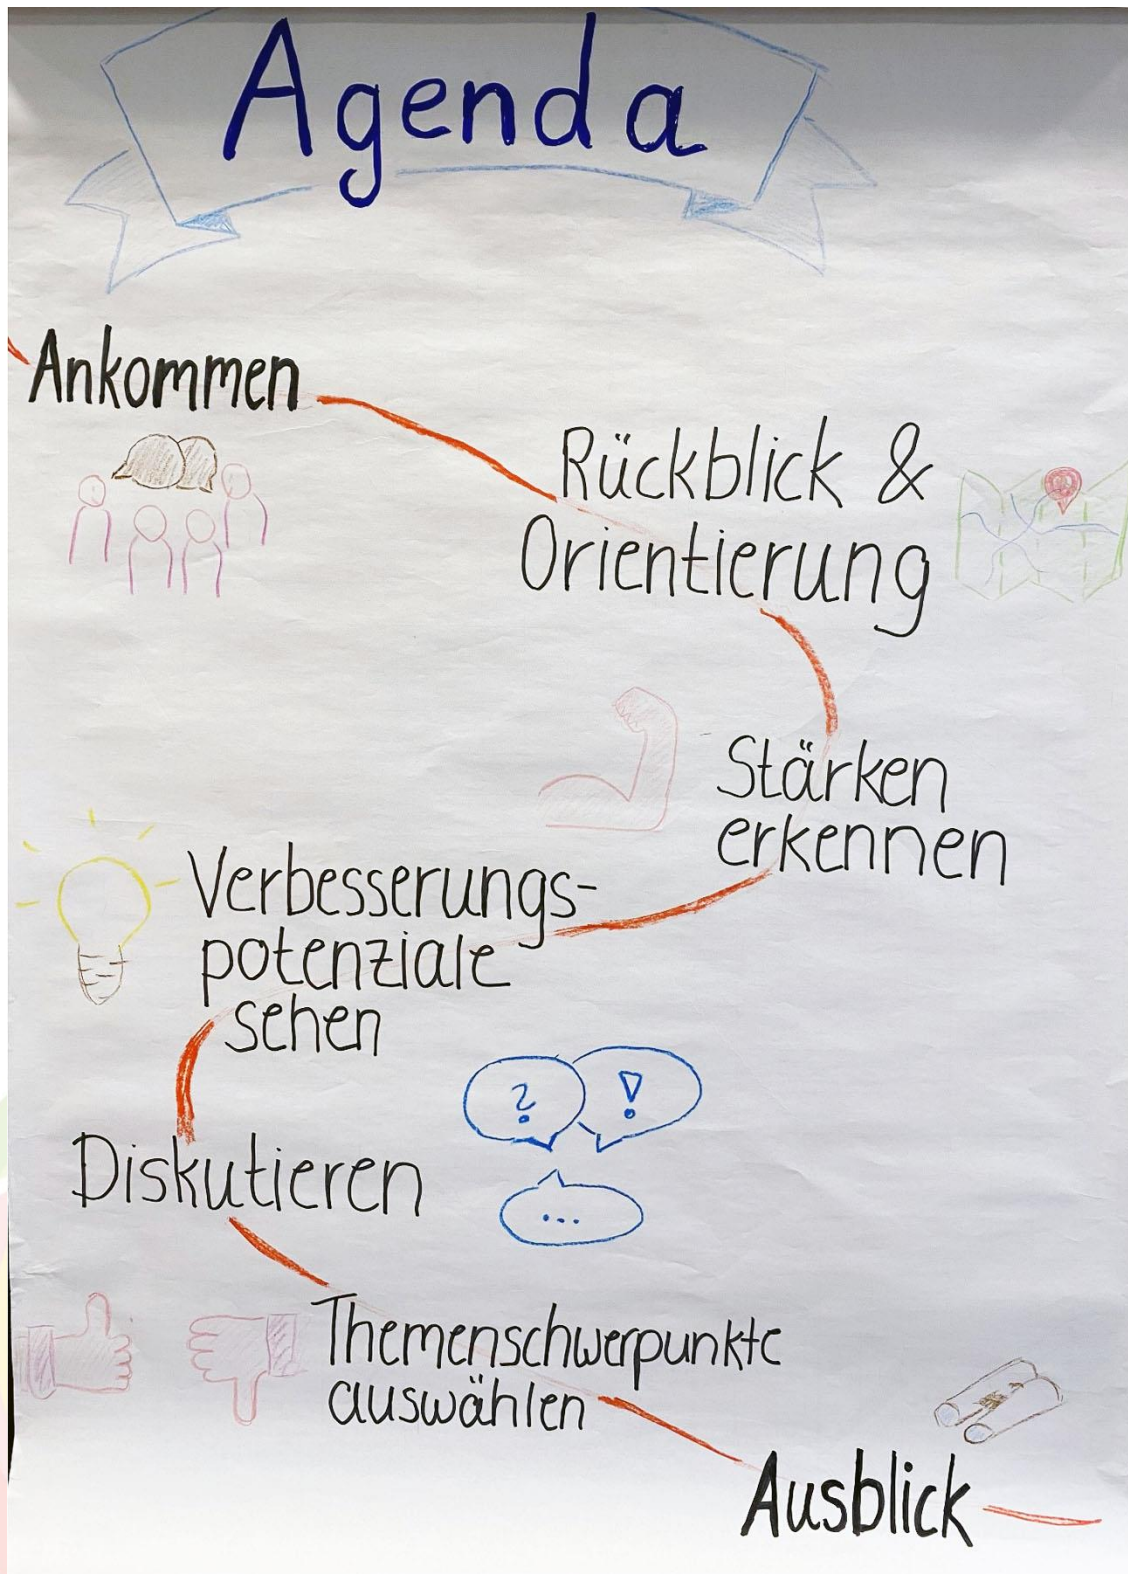 Agenda
Ankommen
Rückblick &
Orientierung
Stärken
erkennen
Verbesserungs-
potenziale
sehen
? !
...
Diskutieren
Themenschwerpunkte
auswählen
Ausblick